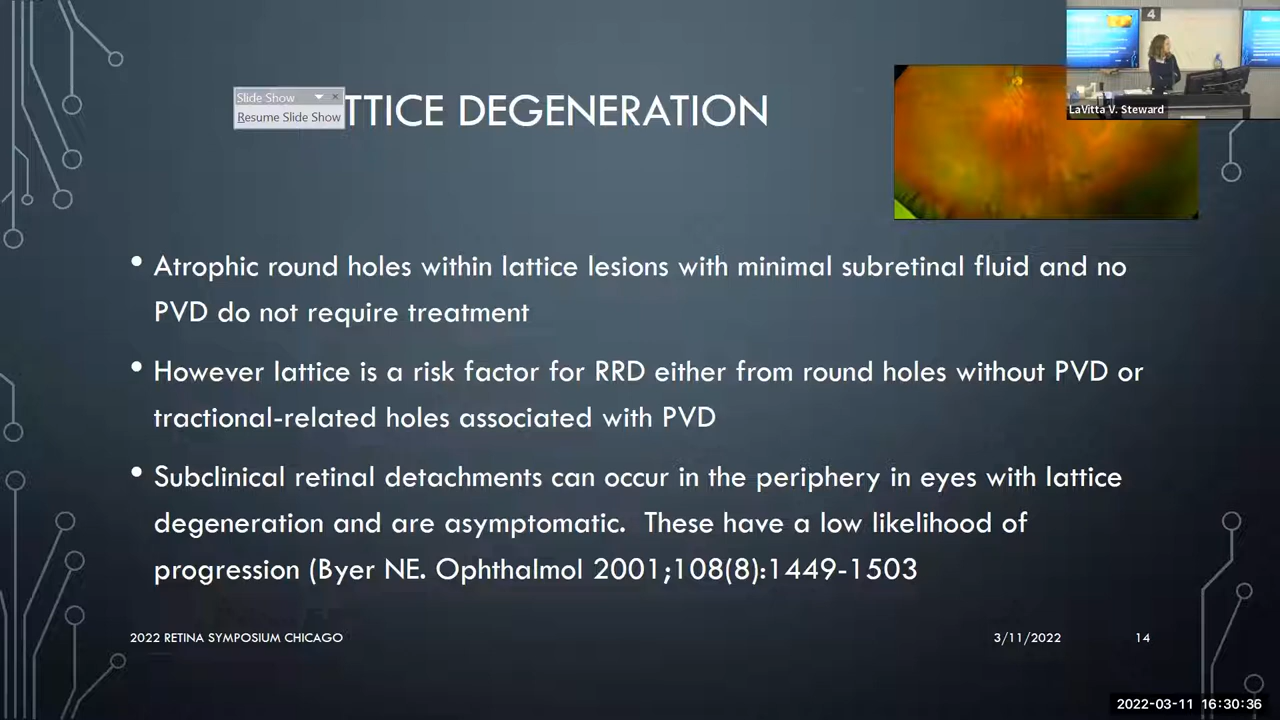 4
LaVitta V. Steward
Slide Show
Resume Slide Show
TTICE DEGENERATION
• Atrophic round holes within lattice lesions with minimal subretinal fluid and no
PVD do not require treatment
• However lattice is a risk factor for RRD either from round holes without PVD or
tractional-related holes associated with PVD
• Subclinical retinal detachments can occur in the periphery in eyes with lattice
degeneration and are asymptomatic. These have a low likelihood of
progression (Byer NE. Ophthalmol 2001;108(8):1449-1503
2022 RETINA SYMPOSIUM CHICAGO
3/11/2022
14
2022-03-11 16:30:36